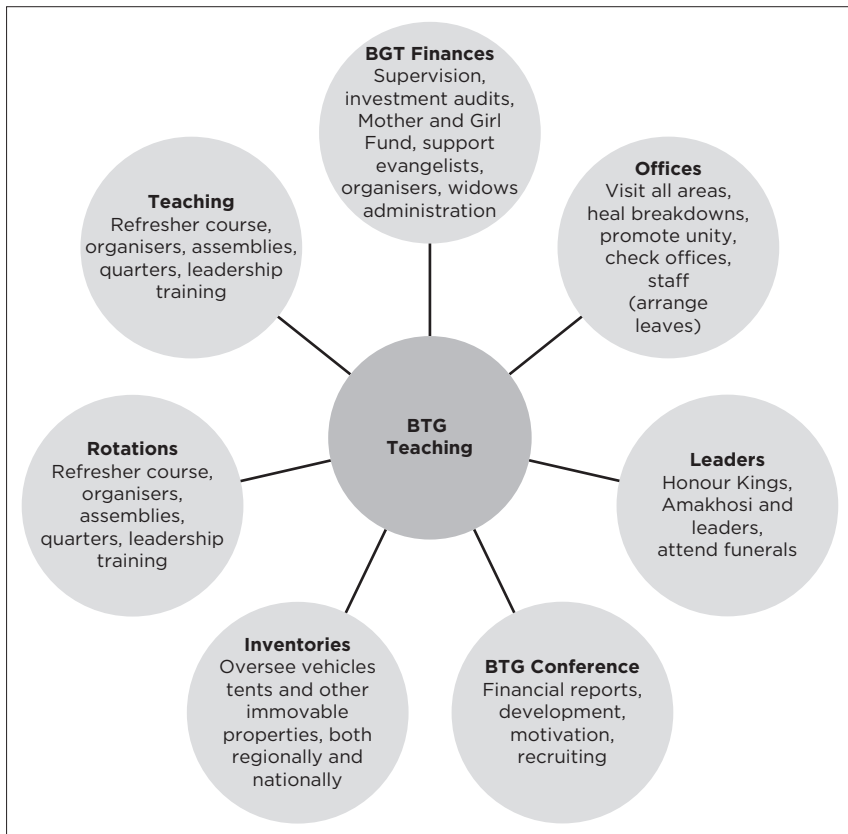 BGT Finances
Supervision,
investment audits,
Mother and Girl
Fund, support
evangelists,
organisers, widows
administration
Offices
Visit all areas,
heal breakdowns,
promote unity,
check offices,
staff
(arrange
leaves)
Teaching
Refresher course,
organisers, assemblies,
quarters, leadership
training
BTG
Teaching
Leaders
Honour Kings,
Amakhosi and
leaders,
attend funerals
Rotations
Refresher course,
organisers,
assemblies,
quarters, leadership
training
Inventories
Oversee vehicles
tents and other
immovable
properties, both
regionally and
nationally
BTG Conference
Financial reports,
development,
motivation,
recruiting